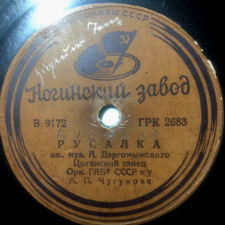 Ногинский завод
В 9172 ГРК 2683
РУСАЛКА
оп., муз. А. Даргомыжского
Цыганский танец
Орк. ГАБТ СССР п/у
А. П. Чугунова